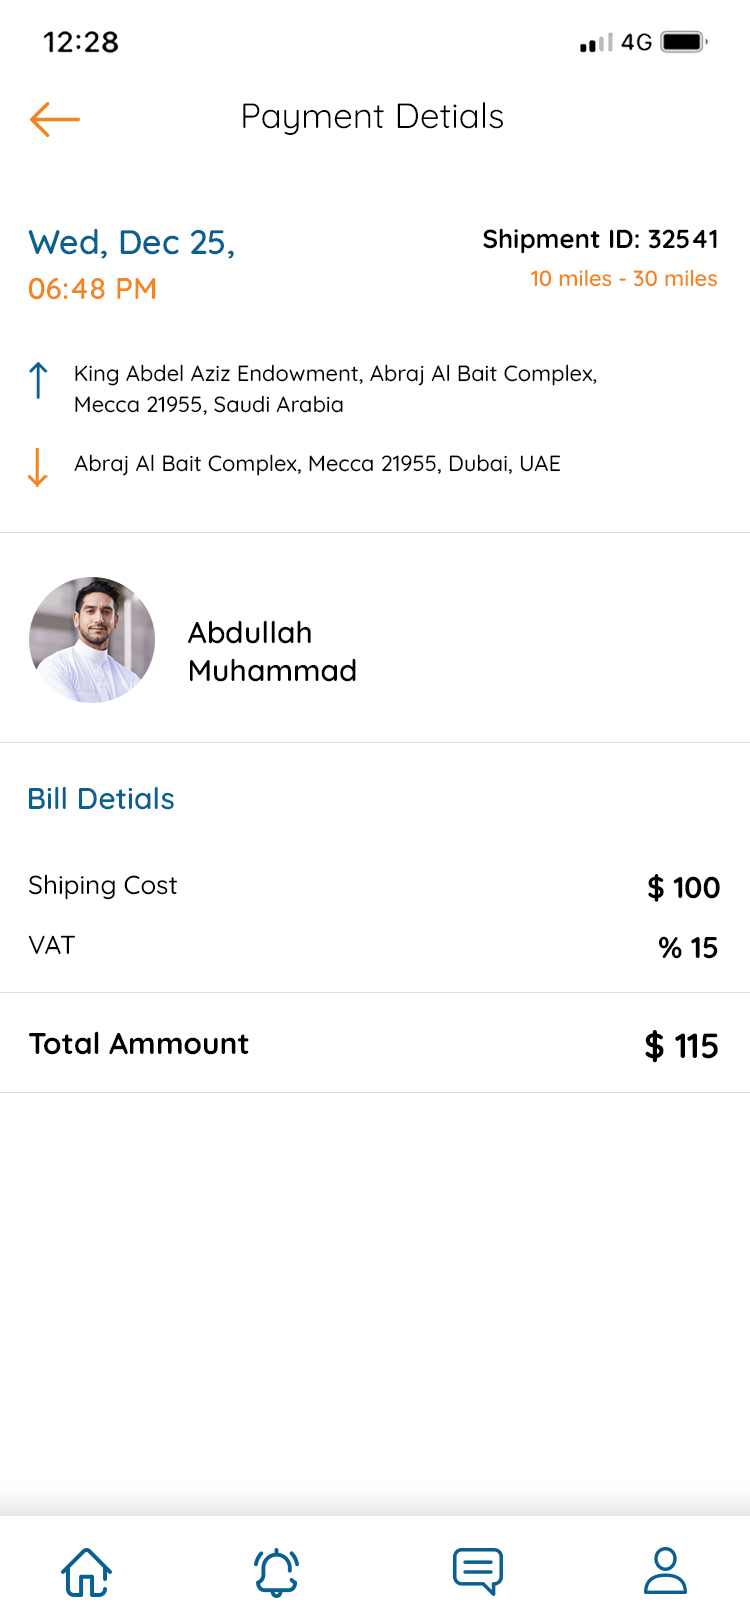 12:28
4G
Payment Detials
Wed, Dec 25,
Shipment ID: 32541
06:48 PM
10 miles - 30 miles
King Abdel Aziz Endowment, Abraj Al Bait Complex,
Mecca 21955, Saudi Arabia
Abraj Al Bait Complex, Mecca 21955, Dubai, UAE
Abdullah
Muhammad
Bill Detials
Shiping Cost
$ 100
VAT
% 15
Total Ammount
$ 115